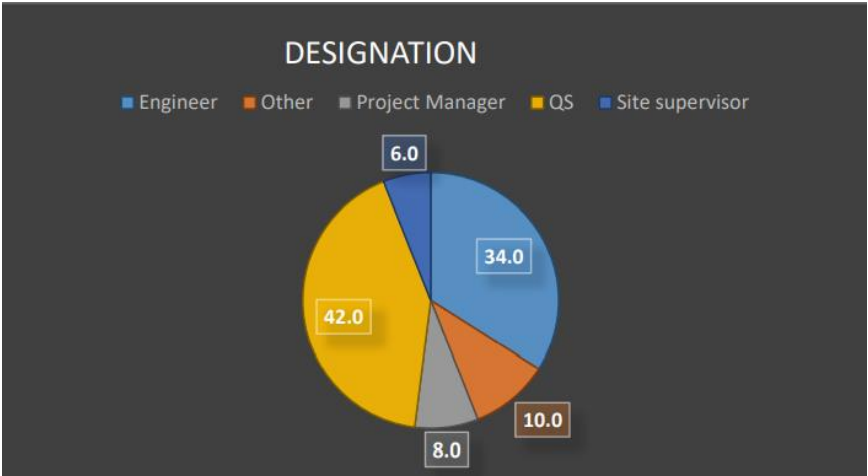 DESIGNATION
Engineer Other Project Manager QS Site supervisor
6.0
34.0
42.0
10.0
8.0